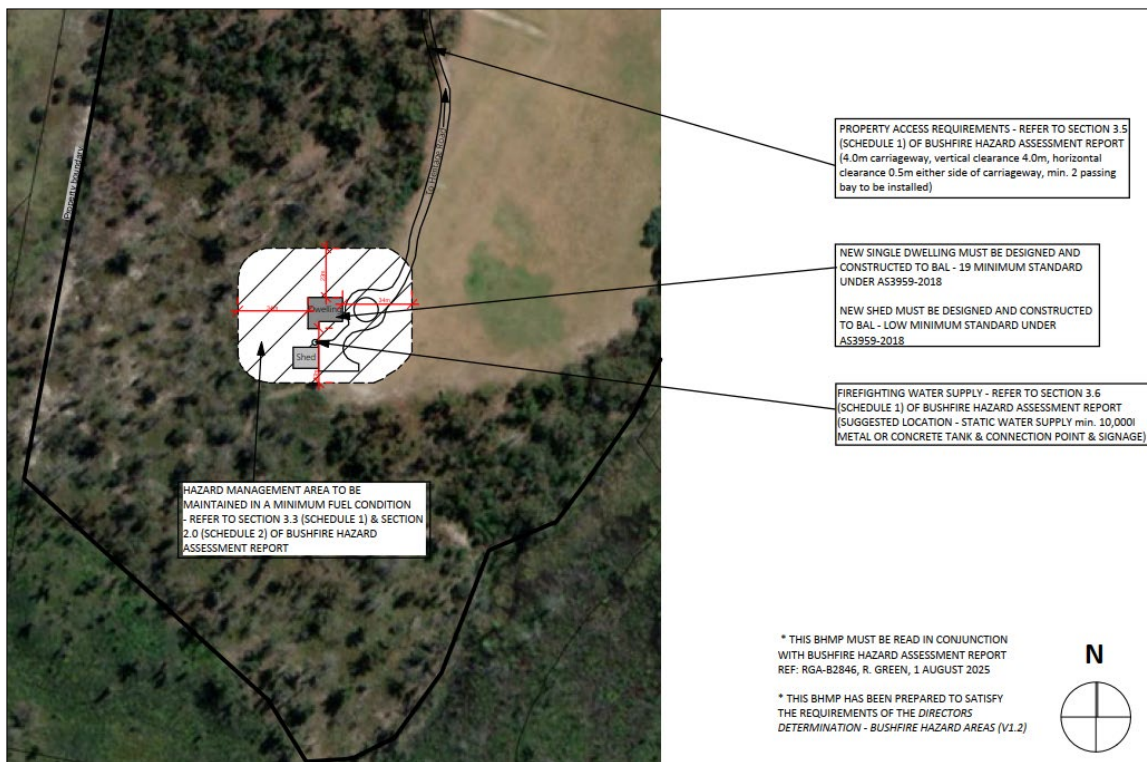 Property boundary
To Heritage Road
34m
Dwelling
Shed
PROPERTY ACCESS REQUIREMENTS - REFER TO SECTION 3.5
(SCHEDULE 1) OF BUSHFIRE HAZARD ASSESSMENT REPORT
(4.0m carriageway, vertical clearance 4.0m, horizontal
clearance 0.5m either side of carriageway, min. 2 passing
bay to be installed)
NEW SINGLE DWELLING MUST BE DESIGNED AND
CONSTRUCTED TO BAL - 19 MINIMUM STANDARD
UNDER AS3959-2018
NEW SHED MUST BE DESIGNED AND CONSTRUCTED
TO BAL - LOW MINIMUM STANDARD UNDER
AS3959-2018
FIREFIGHTING WATER SUPPLY - REFER TO SECTION 3.6
(SCHEDULE 1) OF BUSHFIRE HAZARD ASSESSMENT REPORT
(SUGGESTED LOCATION - STATIC WATER SUPPLY min. 10,000l
METAL OR CONCRETE TANK & CONNECTION POINT & SIGNAGE)
HAZARD MANAGEMENT AREA TO BE
MAINTAINED IN A MINIMUM FUEL CONDITION
- REFER TO SECTION 3.3 (SCHEDULE 1) & SECTION
2.0 (SCHEDULE 2) OF BUSHFIRE HAZARD
ASSESSMENT REPORT
* THIS BHMP MUST BE READ IN CONJUNCTION
WITH BUSHFIRE HAZARD ASSESSMENT REPORT
REF: RGA-B2846, R. GREEN, 1 AUGUST 2025
* THIS BHMP HAS BEEN PREPARED TO SATISFY
THE REQUIREMENTS OF THE DIRECTORS
DETERMINATION - BUSHFIRE HAZARD AREAS (V1.2)
N